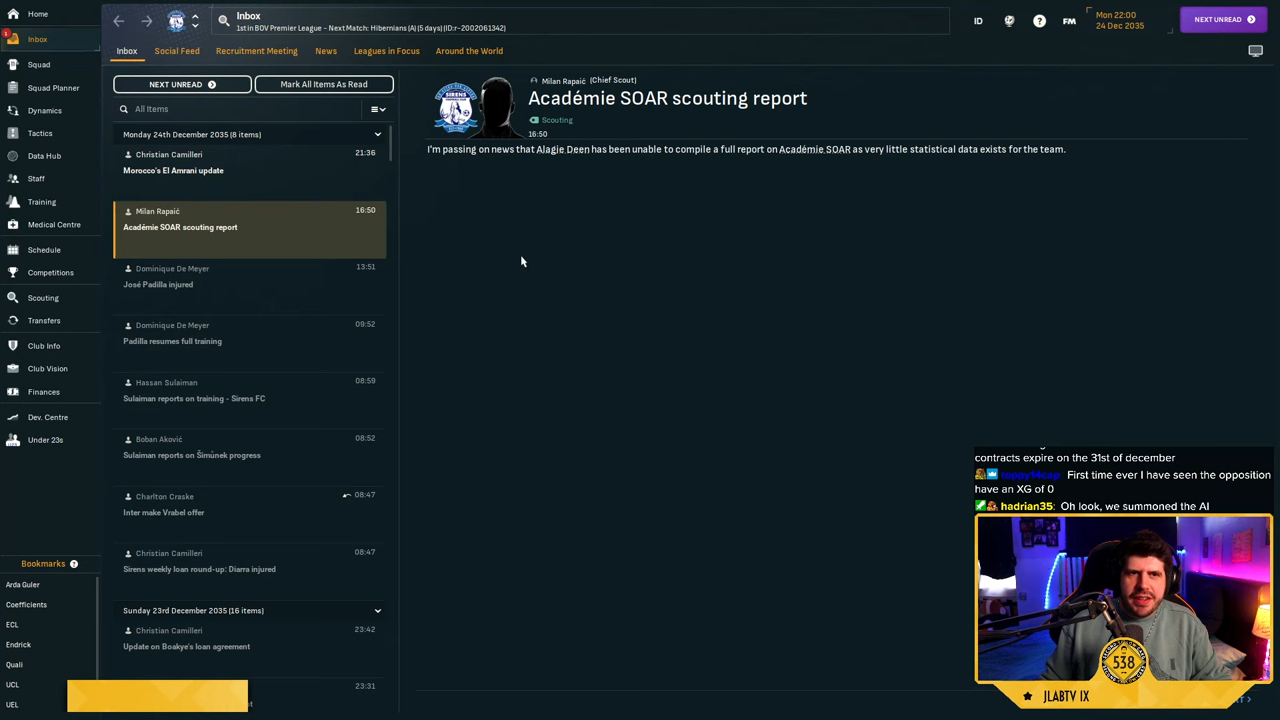 Home
Inbox
1st in BOV Premier League - Next Match: Hibernians (A) (5 days) (ID:r-2002061342)
ID
FM
Mon 22:00
24 Dec 2035
NEXT UNREAD
1
Inbox
Squad
Squad Planner
Dynamics
Tactics
Data Hub
Staff
Training
Medical Centre
Schedule
Competitions
Scouting
Transfers
Club Info
Club Vision
Finances
Dev. Centre
Under 23s
Bookmarks
Arda Guler
Coefficients
ECL
Endrick
Quali
UCL
UEL
Inbox
Social Feed
Recruitment Meeting
News
Leagues in Focus
Around the World
NEXT UNREAD
Mark All Items As Read
All Items
Monday 24th December 2035 (8 items)
Christian Camilleri 21:36
Morocco's El Amrani update
Milan Rapaić 16:50
Académie SOAR scouting report
Dominique De Meyer 13:51
José Padilla injured
Dominique De Meyer 09:52
Padilla resumes full training
Hassan Sulaiman 08:59
Sulaiman reports on training - Sirens FC
Boban Aković 08:52
Sulaiman reports on Šimůnek progress
Charlton Craske 08:47
Inter make Vrabel offer
Christian Camilleri 08:47
Sirens weekly loan round-up: Diarra injured
Sunday 23rd December 2035 (16 items)
Christian Camilleri 23:42
Update on Boakye's loan agreement
23:31
SIRENS
Milan Rapaić (Chief Scout)
Académie SOAR scouting report
Scouting
16:50
I'm passing on news that Alagie Deen has been unable to compile a full report on Académie SOAR as very little statistical data exists for the team.
contracts expire on the 31st of december
toppy14cap First time ever I have seen the opposition
have an XG of 0
hadrian35: Oh look, we summoned the AI
538
JLABTV IX